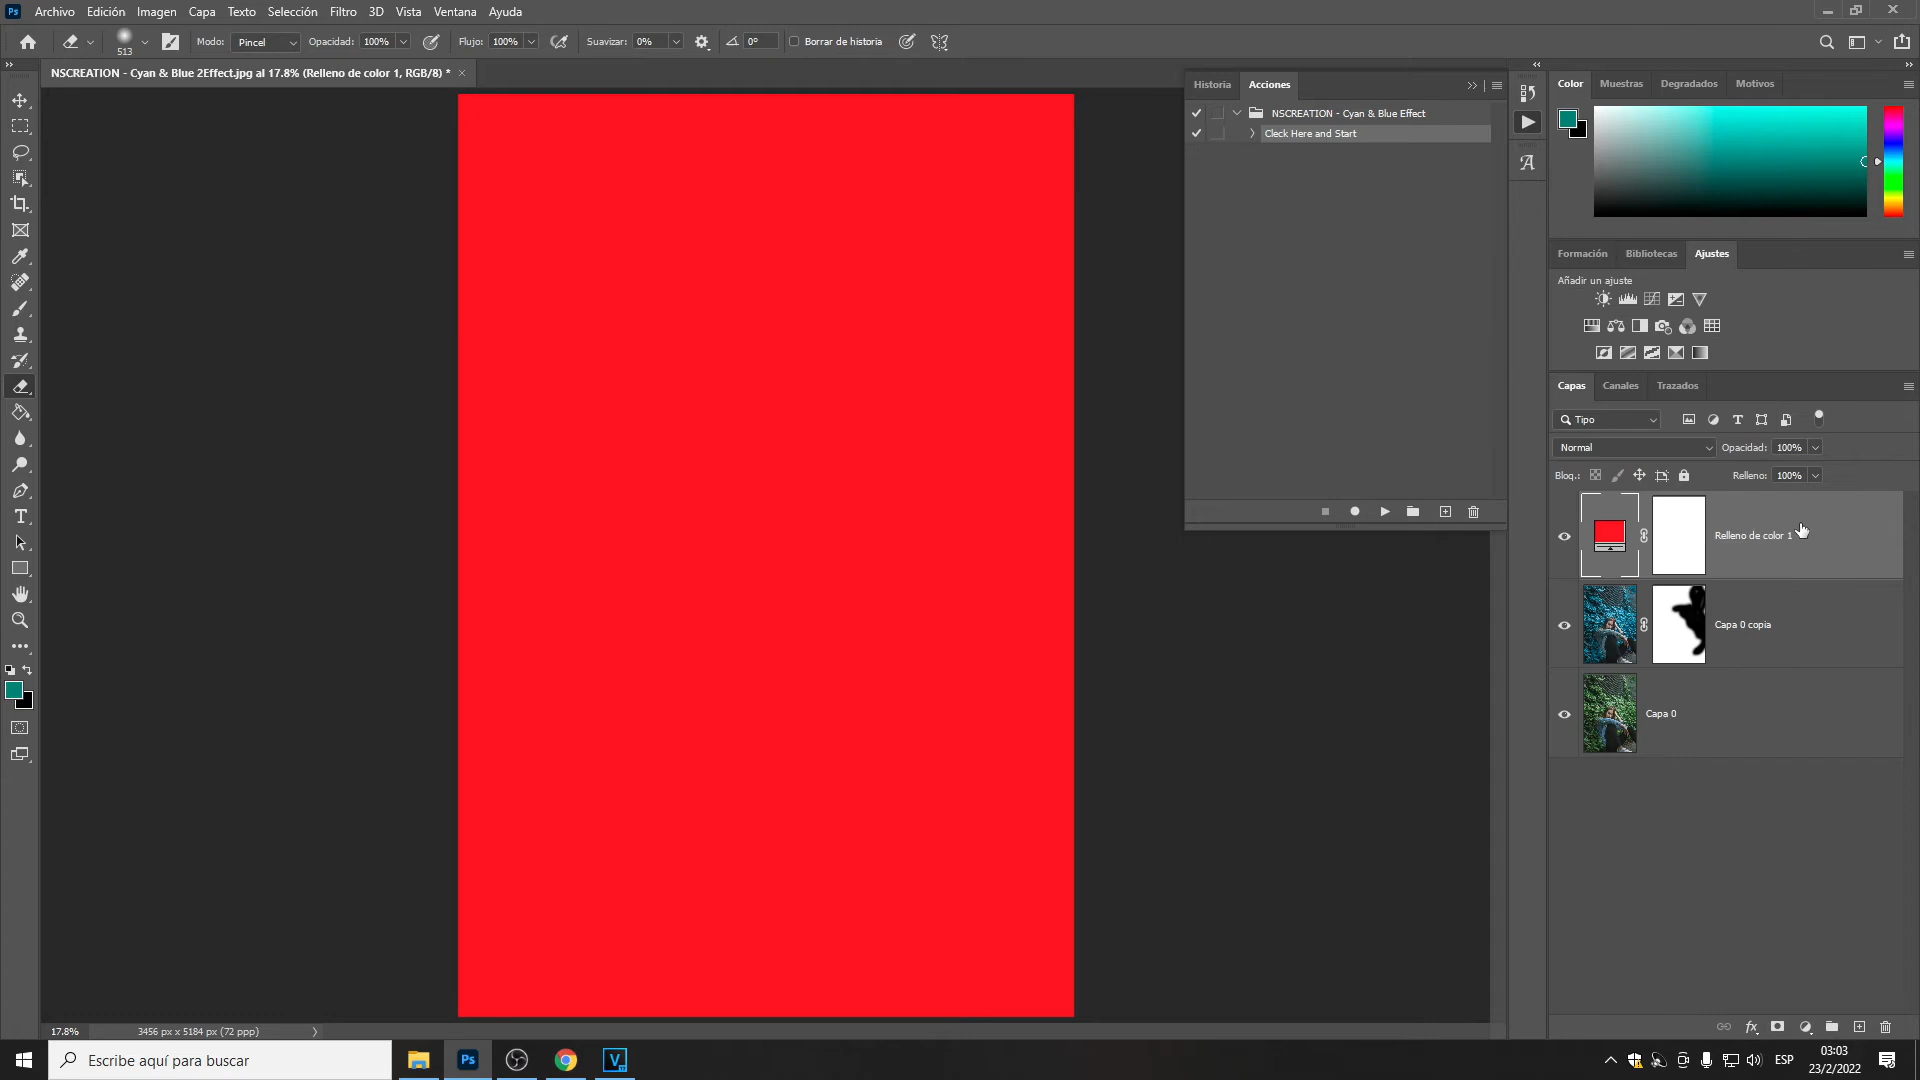 Ps Archivo Edición Imagen Capa Texto Selección Filtro 3D Vista Ventana Ayuda
513 Modo: Pincel Opacidad: 100% Flujo: 100% Suavizar: 0% 0° Borrar de historia
NSCREATION - Cyan & Blue 2Effect.jpg al 17.8% (Relleno de color 1, RGB/8) *
Historia Acciones
NSCREATION - Cyan & Blue Effect
Cleck Here and Start
Color Muestras Degradados Motivos
Formación Bibliotecas Ajustes
Añadir un ajuste
Capas Canales Trazados
Tipo
Normal Opacidad: 100%
Bloq.: Relleno: 100%
Relleno de color 1
Capa 0 copia
Capa 0
fx
17.8% 3456 px x 5184 px (72 ppp)
Escribe aquí para buscar
Ps
V
ESP
03:03
23/2/2022